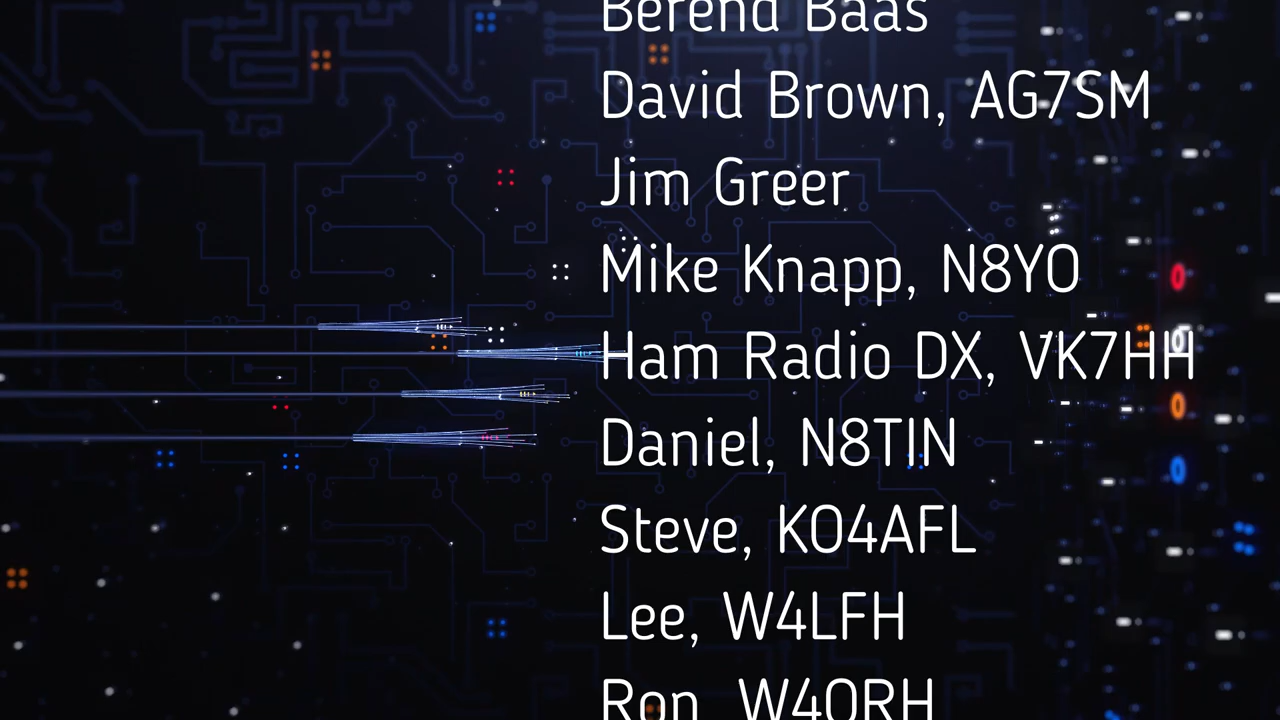 Berend Baas
David Brown, AG7SM
Jim Greer
Mike Knapp, N8YO
Ham Radio DX, VK7HH
Daniel, N8TIN
Steve, KO4AFL
Lee, W4LFH
Ron, W4ORH